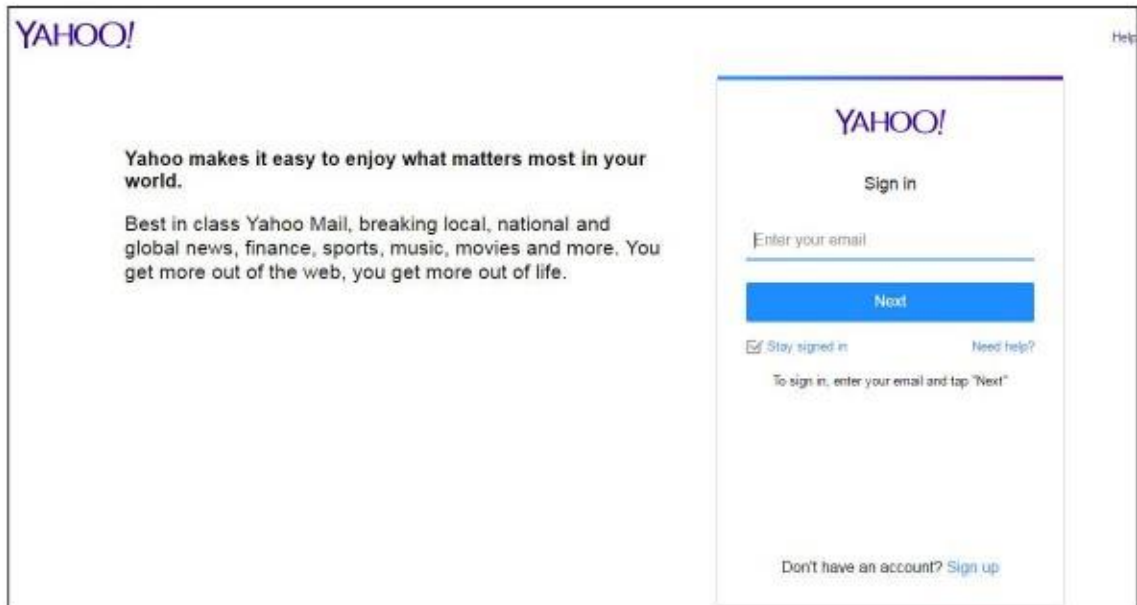 YAHOO!
Help
Yahoo makes it easy to enjoy what matters most in your
world.
Best in class Yahoo Mail, breaking local, national and
global news, finance, sports, music, movies and more. You
get more out of the web, you get more out of life.
YAHOO!
Sign in
Enter your email
Next
Stay signed in
Need help?
To sign in, enter your email and tap "Next"
Don't have an account? Sign up